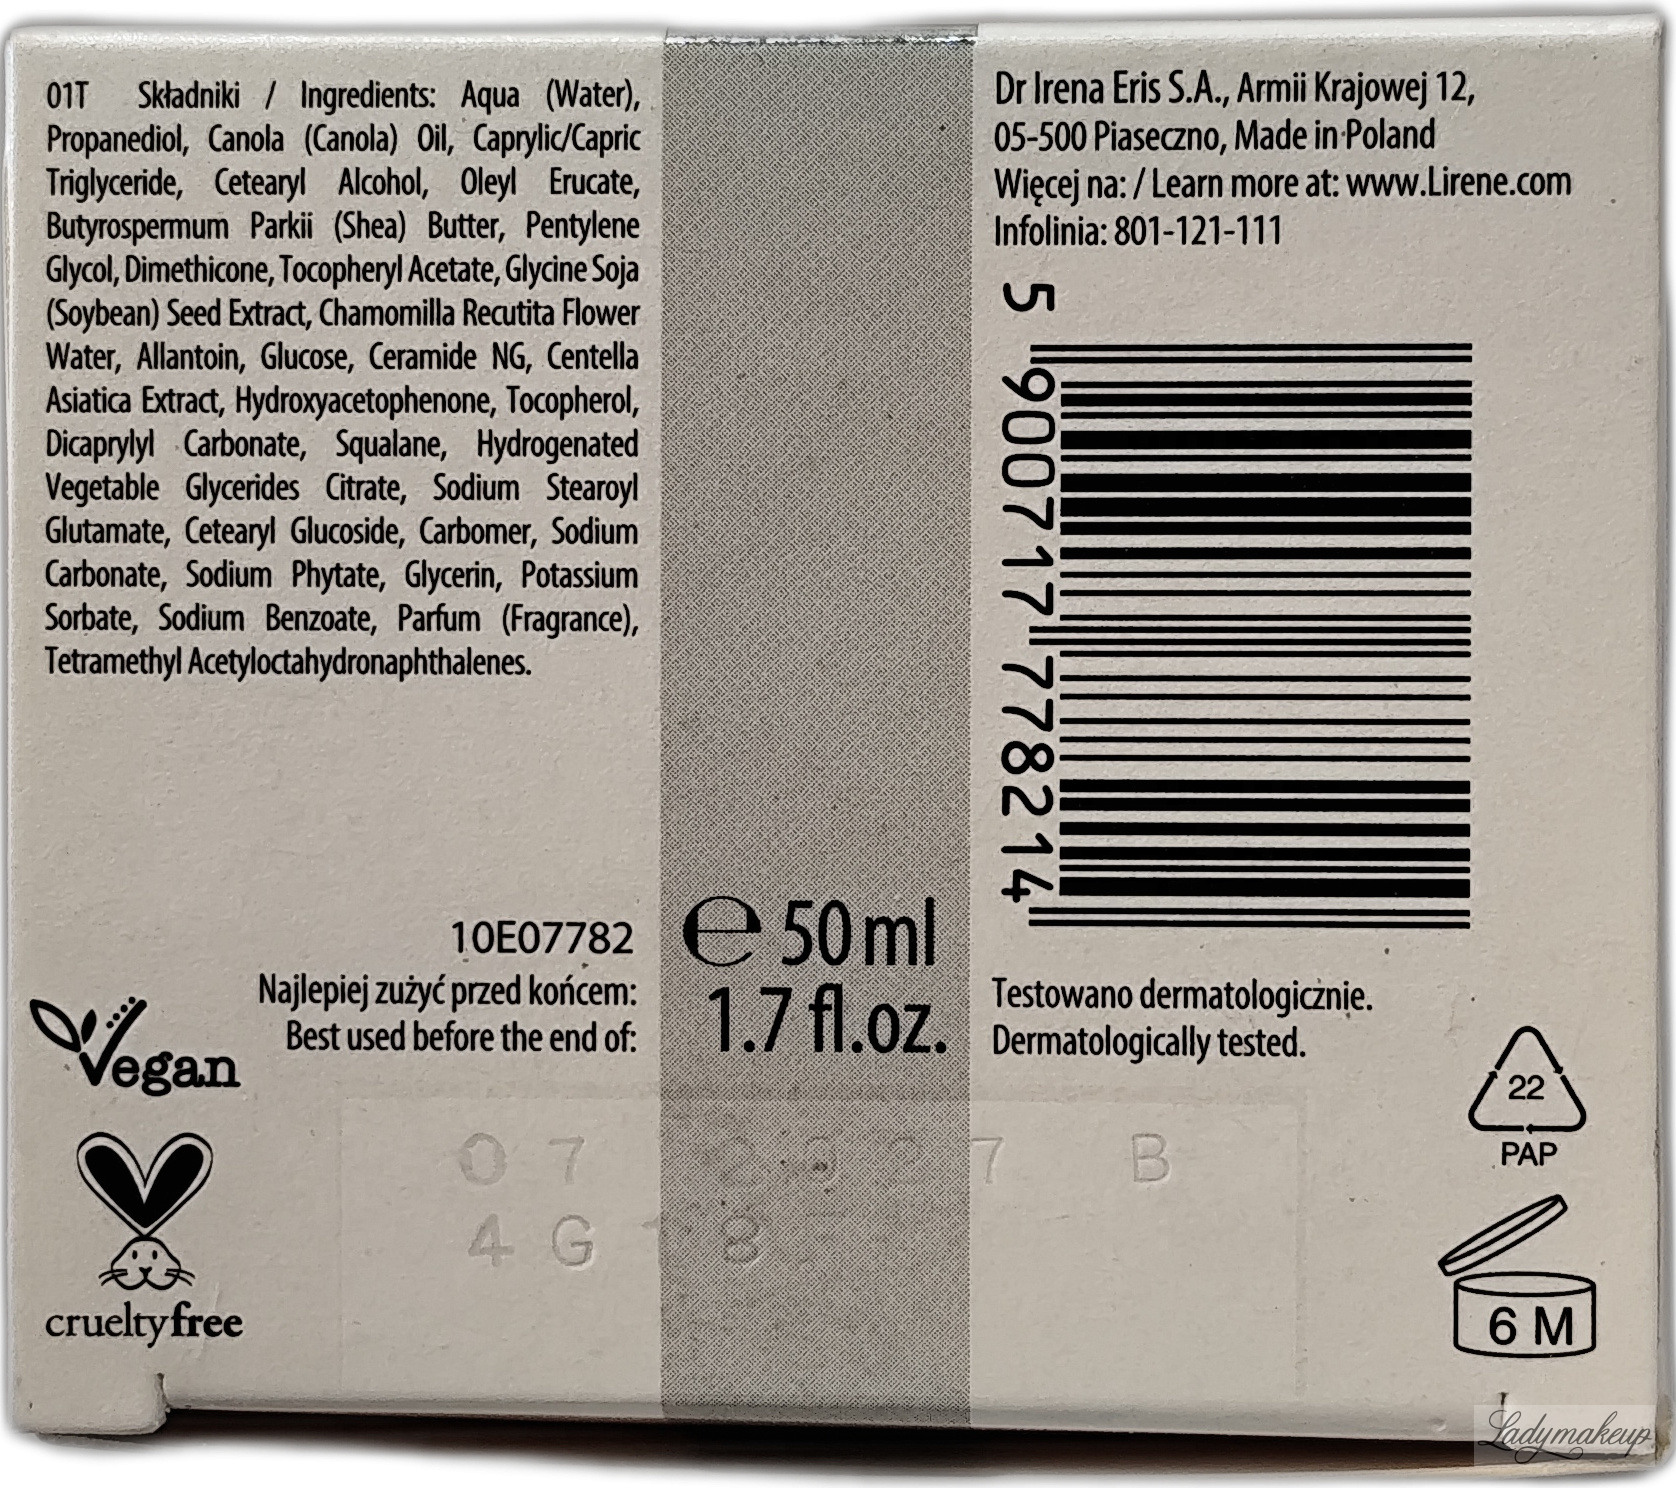 01T Składniki / Ingredients: Aqua (Water),
Propanediol, Canola (Canola) Oil, Caprylic/Capric
Triglyceride, Cetearyl Alcohol, Oleyl Erucate,
Butyrospermum Parkii (Shea) Butter, Pentylene
Glycol, Dimethicone, Tocopheryl Acetate, Glycine Soja
(Soybean) Seed Extract, Chamomilla Recutita Flower
Water, Allantoin, Glucose, Ceramide NG, Centella
Asiatica Extract, Hydroxyacetophenone, Tocopherol,
Dicaprylyl Carbonate, Squalane, Hydrogenated
Vegetable Glycerides Citrate, Sodium Stearoyl
Glutamate, Cetearyl Glucoside, Carbomer, Sodium
Carbonate, Sodium Phytate, Glycerin, Potassium
Sorbate, Sodium Benzoate, Parfum (Fragrance),
Tetramethyl Acetyloctahydronaphthalenes.
10E07782
Najlepiej zużyć przed końcem:
Best used before the end of:
Vegan
crueltyfree
e 50 ml
1.7 fl.oz.
Dr Irena Eris S.A., Armii Krajowej 12,
05-500 Piaseczno, Made in Poland
Więcej na: / Learn more at: www.Lirene.com
Infolinia: 801-121-111
5 900717 778214
Testowano dermatologicznie.
Dermatologically tested.
22
PAP
6 M
07 B
4G 8
Ladymakeup